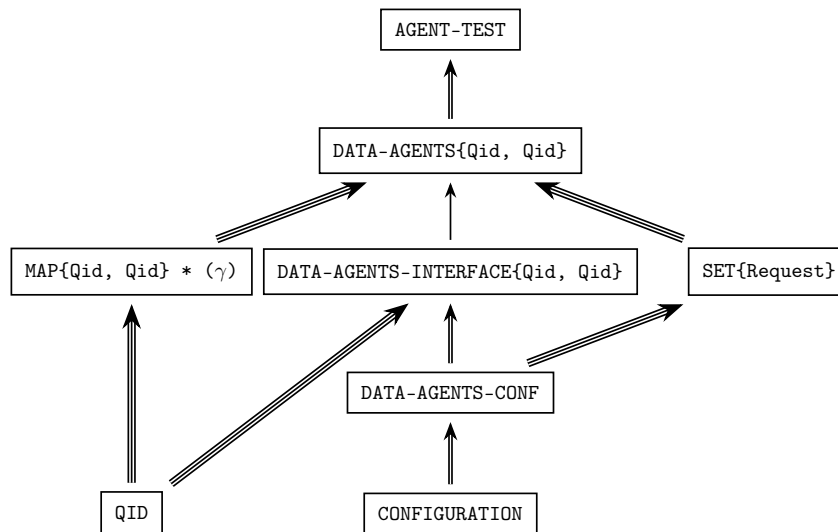 AGENT-TEST
DATA-AGENTS{Qid, Qid}
MAP{Qid, Qid} * (γ)
DATA-AGENTS-INTERFACE{Qid, Qid}
SET{Request}
DATA-AGENTS-CONF
QID
CONFIGURATION